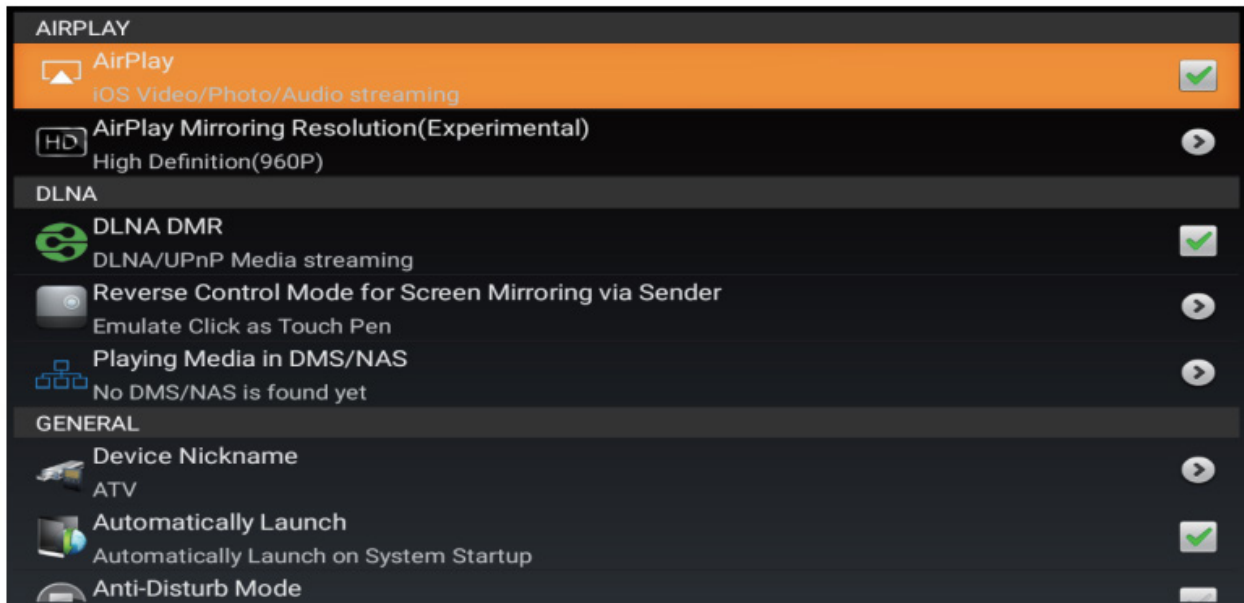 AIRPLAY
AirPlay
iOS Video/Photo/Audio streaming
HD
AirPlay Mirroring Resolution(Experimental)
High Definition(960P)
DLNA
DLNA DMR
DLNA/UPnP Media streaming
Reverse Control Mode for Screen Mirroring via Sender
Emulate Click as Touch Pen
Playing Media in DMS/NAS
No DMS/NAS is found yet
GENERAL
Device Nickname
ATV
Automatically Launch
Automatically Launch on System Startup
Anti-Disturb Mode